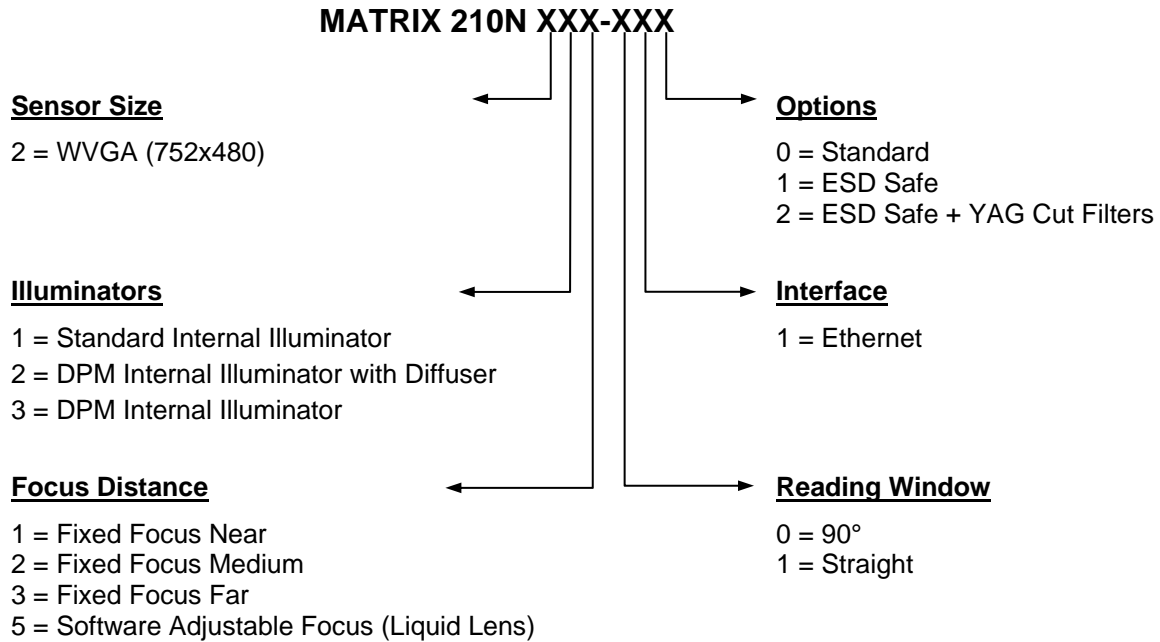 MATRIX 210N XXX-XXX
Sensor Size
2 = WVGA (752x480)
Options
0 = Standard
1 = ESD Safe
2 = ESD Safe + YAG Cut Filters
Illuminators
1 = Standard Internal Illuminator
2 = DPM Internal Illuminator with Diffuser
3 = DPM Internal Illuminator
Interface
1 = Ethernet
Focus Distance
1 = Fixed Focus Near
2 = Fixed Focus Medium
3 = Fixed Focus Far
5 = Software Adjustable Focus (Liquid Lens)
Reading Window
0 = 90°
1 = Straight